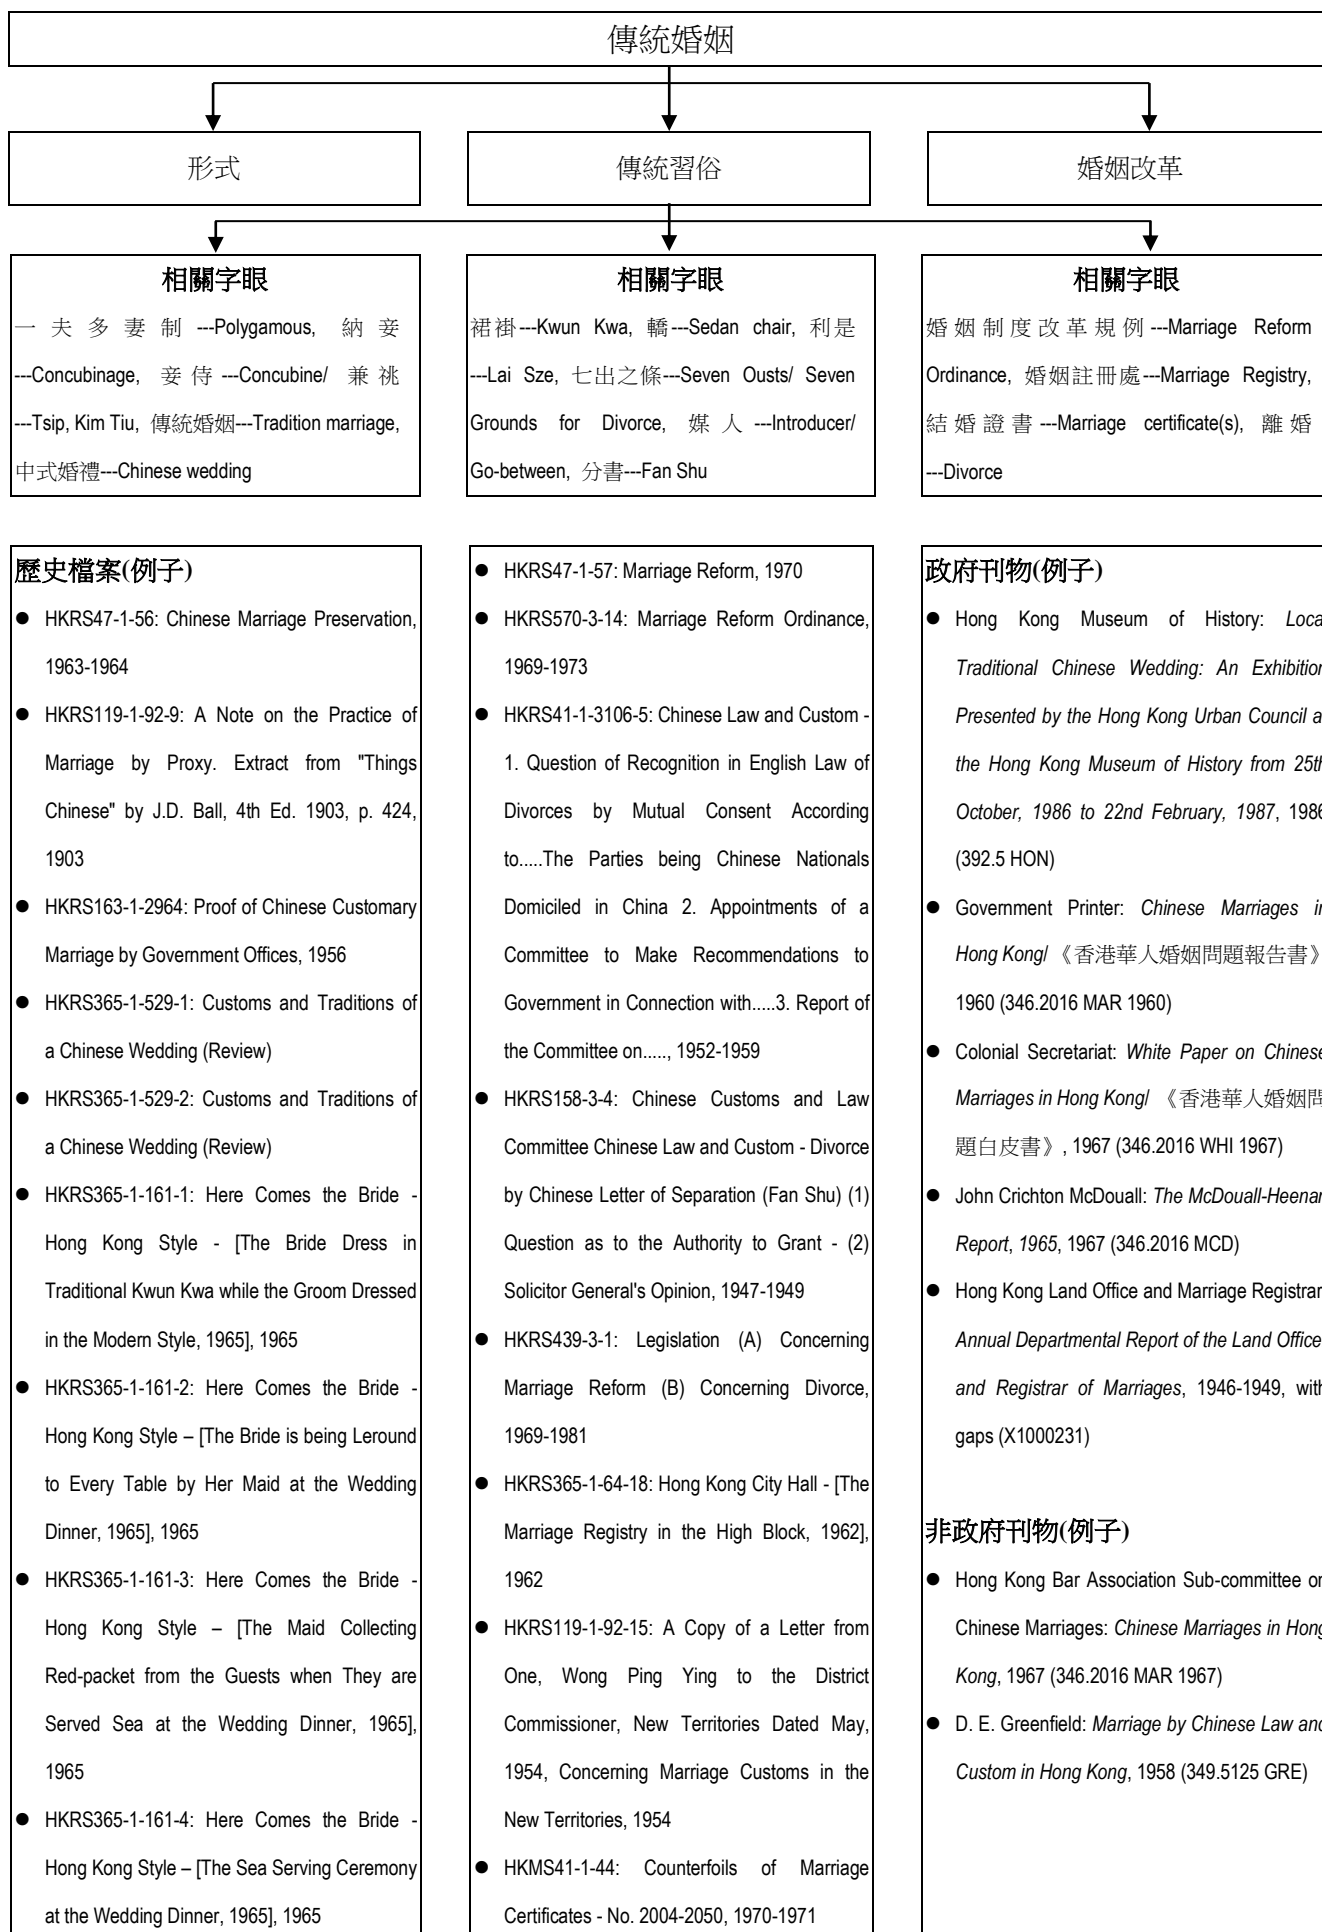 傳統婚姻
形式
傳統習俗
婚姻改革
相關字眼
一夫多妻制---Polygamous, 納妾
---Concubinage, 妾侍---Concubine/ 兼祧
---Tsip, Kim Tiu, 傳統婚姻---Tradition marriage,
中式婚禮---Chinese wedding
相關字眼
裙褂---Kwun Kwa, 轎---Sedan chair, 利是
---Lai Sze, 七出之條---Seven Ousts/ Seven
Grounds for Divorce, 媒人---Introducer/
Go-between, 分書---Fan Shu
相關字眼
婚姻制度改革規例---Marriage Reform
Ordinance, 婚姻註冊處---Marriage Registry,
結婚證書---Marriage certificate(s), 離婚
---Divorce
歷史檔案(例子)
● HKRS47-1-56: Chinese Marriage Preservation,
1963-1964
● HKRS119-1-92-9: A Note on the Practice of
Marriage by Proxy. Extract from "Things
Chinese" by J.D. Ball, 4th Ed. 1903, p. 424,
1903
● HKRS163-1-2964: Proof of Chinese Customary
Marriage by Government Offices, 1956
● HKRS365-1-529-1: Customs and Traditions of
a Chinese Wedding (Review)
● HKRS365-1-529-2: Customs and Traditions of
a Chinese Wedding (Review)
● HKRS365-1-161-1: Here Comes the Bride -
Hong Kong Style - [The Bride Dress in
Traditional Kwun Kwa while the Groom Dressed
in the Modern Style, 1965], 1965
● HKRS365-1-161-2: Here Comes the Bride -
Hong Kong Style – [The Bride is being Leround
to Every Table by Her Maid at the Wedding
Dinner, 1965], 1965
● HKRS365-1-161-3: Here Comes the Bride -
Hong Kong Style – [The Maid Collecting
Red-packet from the Guests when They are
Served Sea at the Wedding Dinner, 1965],
1965
● HKRS365-1-161-4: Here Comes the Bride -
Hong Kong Style – [The Sea Serving Ceremony
at the Wedding Dinner, 1965], 1965
● HKRS47-1-57: Marriage Reform, 1970
● HKRS570-3-14: Marriage Reform Ordinance,
1969-1973
● HKRS41-1-3106-5: Chinese Law and Custom -
1. Question of Recognition in English Law of
Divorces by Mutual Consent According
to.....The Parties being Chinese Nationals
Domiciled in China 2. Appointments of a
Committee to Make Recommendations to
Government in Connection with.....3. Report of
the Committee on....., 1952-1959
● HKRS158-3-4: Chinese Customs and Law
Committee Chinese Law and Custom - Divorce
by Chinese Letter of Separation (Fan Shu) (1)
Question as to the Authority to Grant - (2)
Solicitor General's Opinion, 1947-1949
● HKRS439-3-1: Legislation (A) Concerning
Marriage Reform (B) Concerning Divorce,
1969-1981
● HKRS365-1-64-18: Hong Kong City Hall - [The
Marriage Registry in the High Block, 1962],
1962
● HKRS119-1-92-15: A Copy of a Letter from
One, Wong Ping Ying to the District
Commissioner, New Territories Dated May,
1954, Concerning Marriage Customs in the
New Territories, 1954
● HKMS41-1-44: Counterfoils of Marriage
Certificates - No. 2004-2050, 1970-1971
政府刊物(例子)
● Hong Kong Museum of History: Loca
Traditional Chinese Wedding: An Exhibition
Presented by the Hong Kong Urban Council a
the Hong Kong Museum of History from 25th
October, 1986 to 22nd February, 1987, 1986
(392.5 HON)
● Government Printer: Chinese Marriages in
Hong Kong/ 《香港華人婚姻問題報告書》
1960 (346.2016 MAR 1960)
● Colonial Secretariat: White Paper on Chinese
Marriages in Hong Kong/ 《香港華人婚姻問
題白皮書》, 1967 (346.2016 WHI 1967)
● John Crichton McDouall: The McDouall-Heenan
Report, 1965, 1967 (346.2016 MCD)
● Hong Kong Land Office and Marriage Registrar
Annual Departmental Report of the Land Office
and Registrar of Marriages, 1946-1949, with
gaps (X1000231)
非政府刊物(例子)
● Hong Kong Bar Association Sub-committee on
Chinese Marriages: Chinese Marriages in Hong
Kong, 1967 (346.2016 MAR 1967)
● D. E. Greenfield: Marriage by Chinese Law and
Custom in Hong Kong, 1958 (349.5125 GRE)